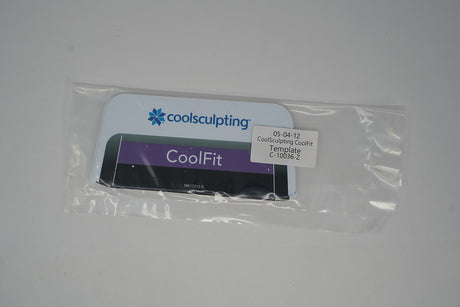 coolsculpting
CoolFit
05-04-12
CoolSculpting CoolFit
Template
C-10036-Z